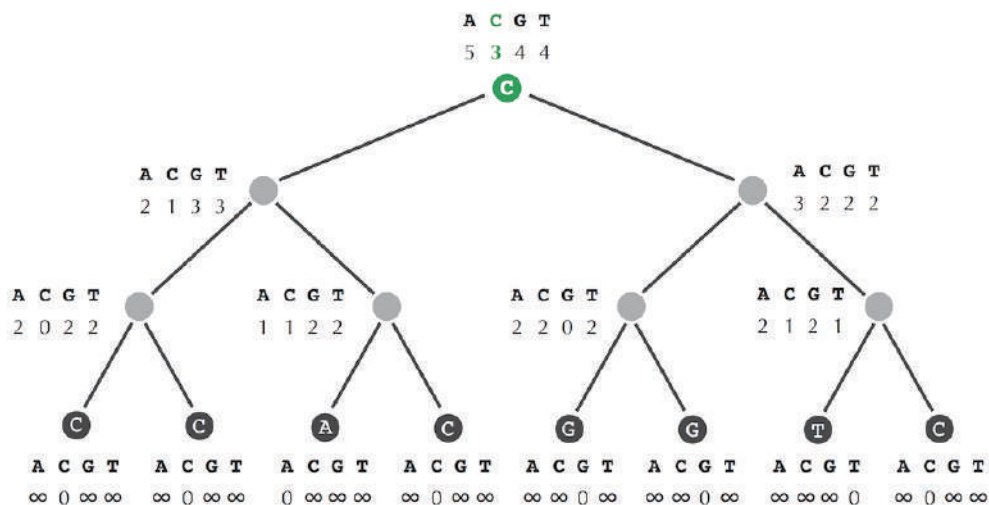 A C G T
5 3 4 4
C
A C G T
2 1 3 3
A C G T
3 2 2 2
A C G T
2 0 2 2
A C G T
1 1 2 2
A C G T
2 2 0 2
A C G T
2 1 2 1
C C A C G G T C
A C G T A C G T A C G T A C G T A C G T A C G T A C G T A C G T
∞ 0 ∞ ∞ ∞ 0 ∞ ∞ 0 ∞ ∞ ∞ ∞ 0 ∞ ∞ ∞ ∞ 0 ∞ ∞ ∞ 0 ∞ ∞ ∞ ∞ 0 ∞ 0 ∞ ∞